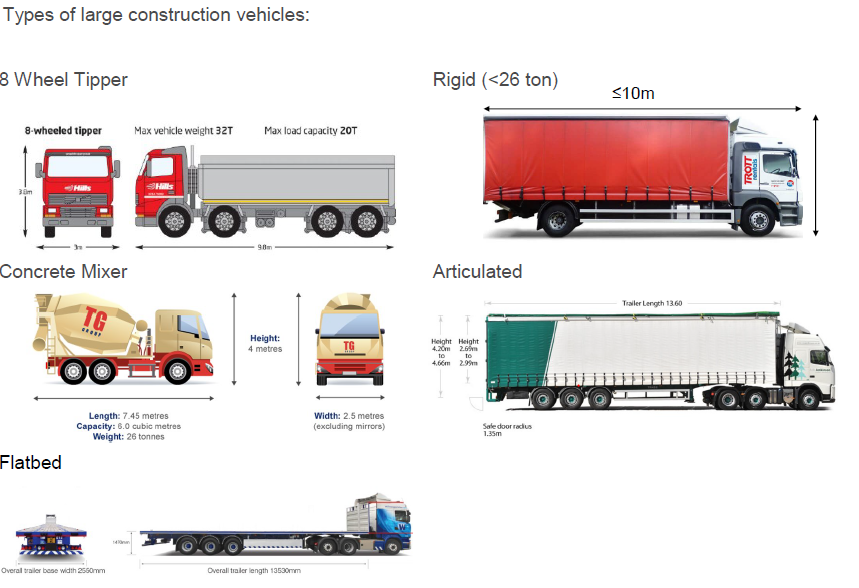 Types of large construction vehicles:
8 Wheel Tipper
8-wheeled tipper Max vehicle weight 32T Max load capacity 20T
Hills
Hills
3m
9.8m
Rigid (<26 ton)
≤10m
TROTT
Concrete Mixer
TG
GROUP
TG
Height:
4 metres
Length: 7.45 metres
Capacity: 6.0 cubic metres
Weight: 26 tonnes
Width: 2.5 metres
(excluding mirrors)
Articulated
Trailer Length 13.60
Height Height
4.20m 2.69m
to to
4.66m 2.99m
Safe door radius
1.35m
Flatbed
Overall trailer base width 2550mm
Overall trailer length 13530mm